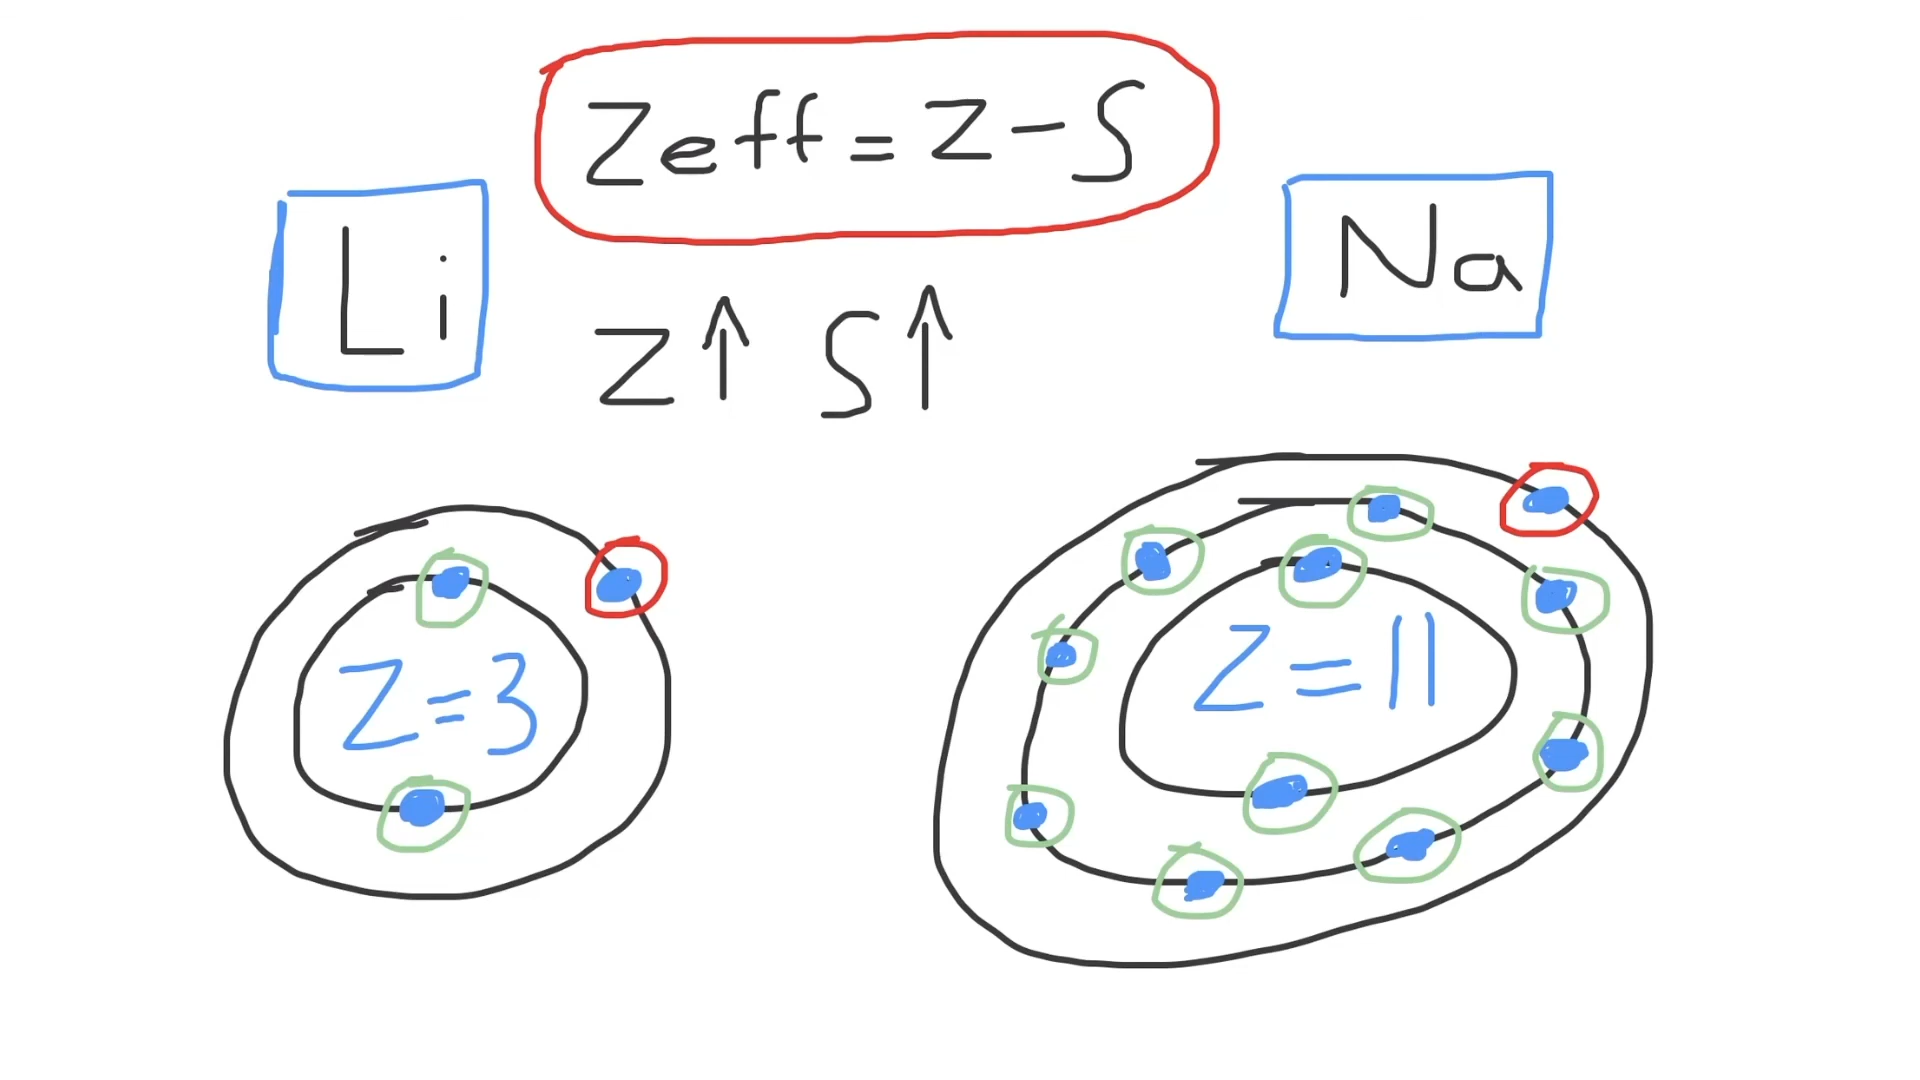 Zeff = Z - S
Li
Na
Z↑ S↑
Z=3
Z=11